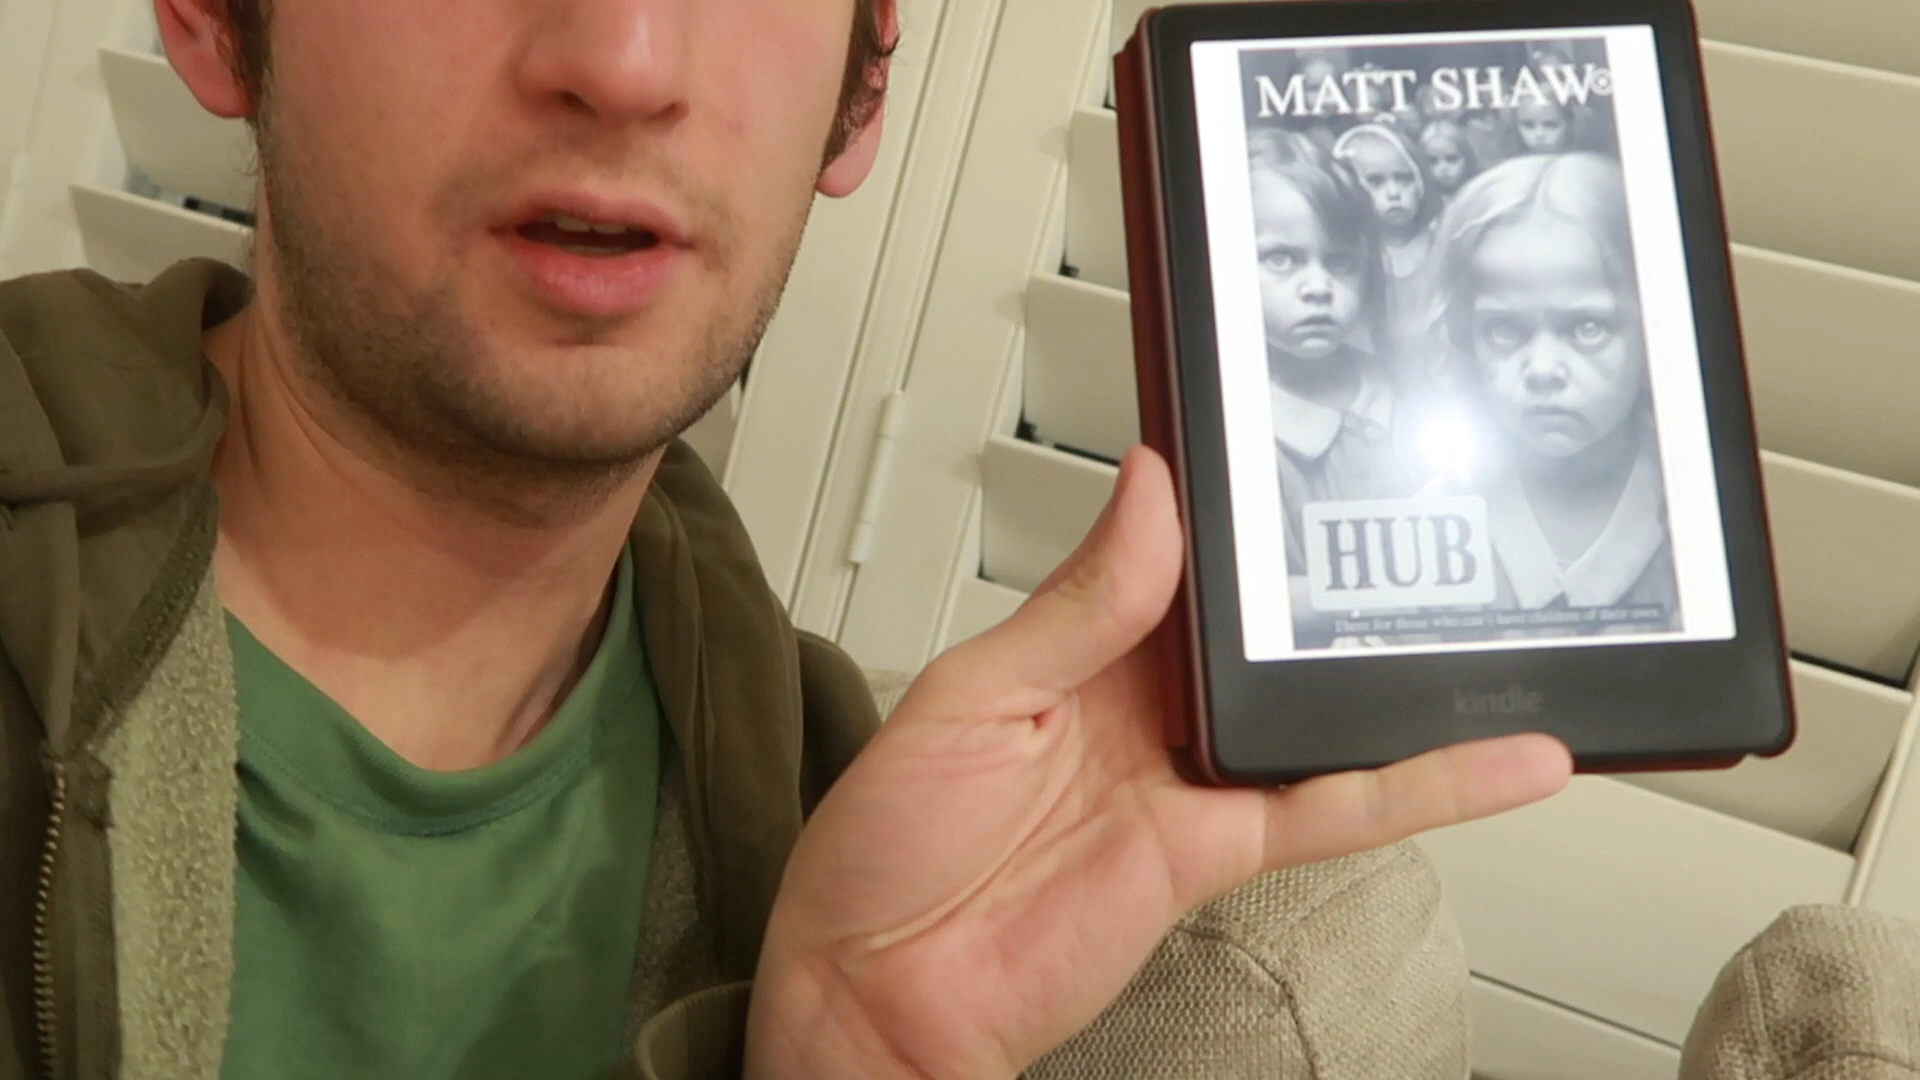 MATT SHAW
HUB
There for those who can't have children of their own.
kindle